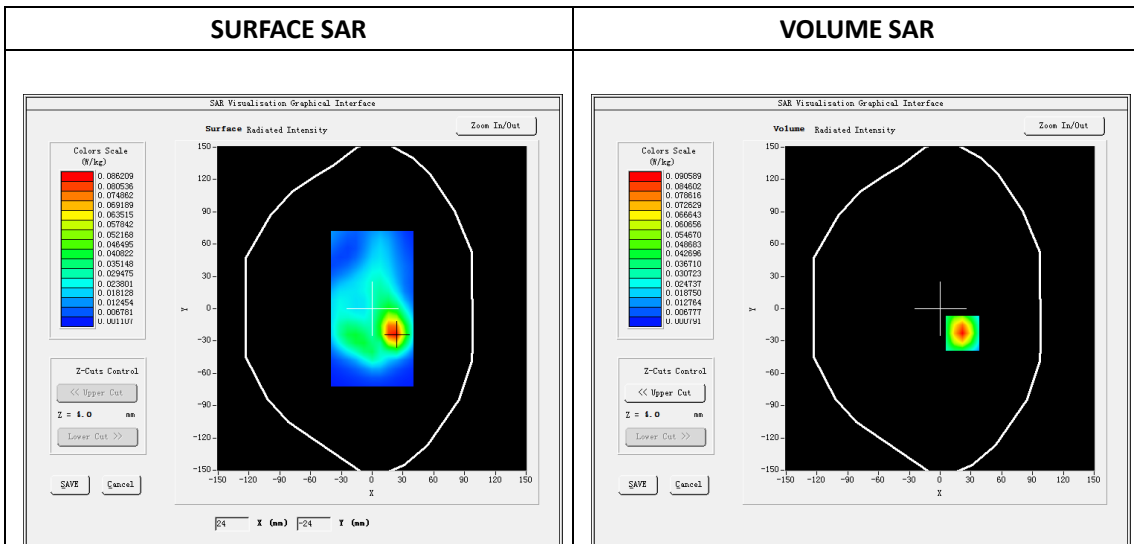 SURFACE SAR
VOLUME SAR
SAR Visualisation Graphical Interface
Surface Radiated Intensity
Zoom In/Out
Colors Scale
(W/kg)
0.086209
0.080536
0.074862
0.069189
0.063515
0.057842
0.052168
0.046495
0.040822
0.035148
0.029475
0.023801
0.018128
0.012454
0.006781
0.001107
150
120
90
60
30
0
-30
-60
-90
-120
-150
Y
-150 -120 -90 -60 -30 0 30 60 90 120 150
X
Z-Cuts Control
<< Upper Cut
Z = 4.0 mm
Lower Cut >>
SAVE Cancel
24 X (mm) -24 Y (mm)
SAR Visualisation Graphical Interface
Volume Radiated Intensity
Zoom In/Out
Colors Scale
(W/kg)
0.090589
0.084602
0.078616
0.072629
0.066643
0.060656
0.054670
0.048683
0.042696
0.036710
0.030723
0.024737
0.018750
0.012764
0.006777
0.000791
150
120
90
60
30
0
-30
-60
-90
-120
-150
Y
-150 -120 -90 -60 -30 0 30 60 90 120 150
X
Z-Cuts Control
<< Upper Cut
Z = 4.0 mm
Lower Cut >>
SAVE Cancel